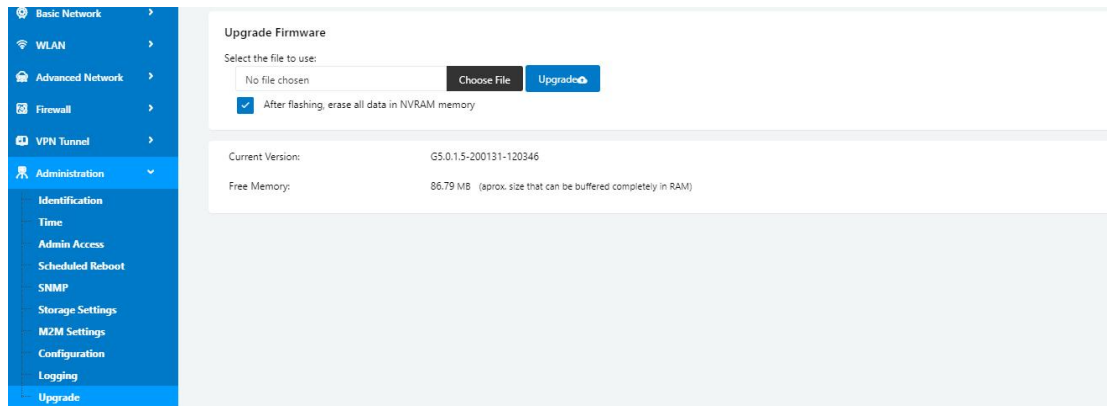 Basic Network
WLAN
Advanced Network
Firewall
VPN Tunnel
Administration
Identification
Time
Admin Access
Scheduled Reboot
SNMP
Storage Settings
M2M Settings
Configuration
Logging
Upgrade
Upgrade Firmware
Select the file to use:
No file chosen Choose File Upgrade
After flashing, erase all data in NVRAM memory
Current Version: G5.0.1.5-200131-120346
Free Memory: 86.79 MB (aprox. size that can be buffered completely in RAM)